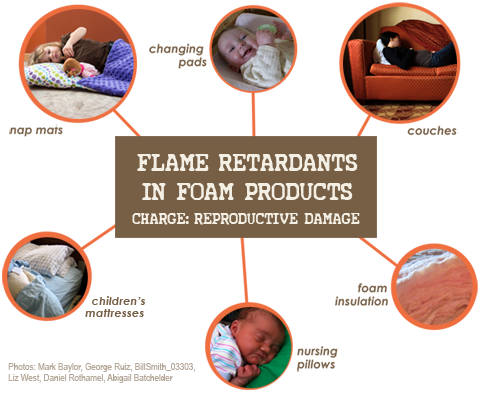 changing
pads
nap mats
couches
FLAME RETARDANTS
IN FOAM PRODUCTS
CHARGE: REPRODUCTIVE DAMAGE
children's
mattresses
foam
insulation
nursing
pillows
Photos: Mark Baylor, George Ruiz, BillSmith_03303,
Liz West, Daniel Rothamel, Abigail Batchelder